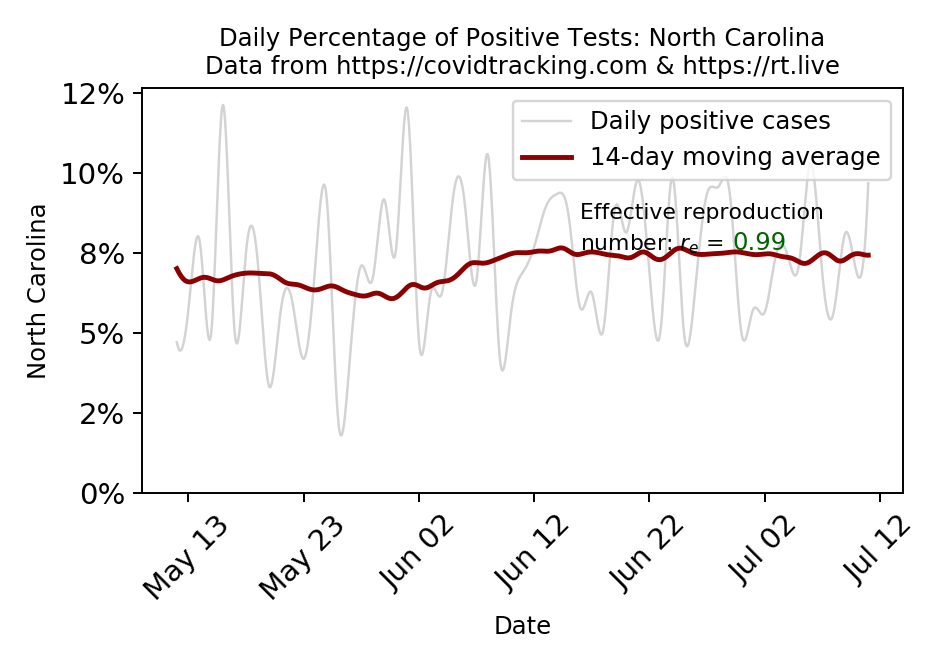 Daily Percentage of Positive Tests: North Carolina
Data from https://covidtracking.com & https://rt.live
12%
10%
8%
5%
2%
0%
North Carolina
Daily positive cases
14-day moving average
Effective reproduction
number: rₑ = 0.99
May 13
May 23
Jun 02
Jun 12
Jun 22
Jul 02
Jul 12
Date